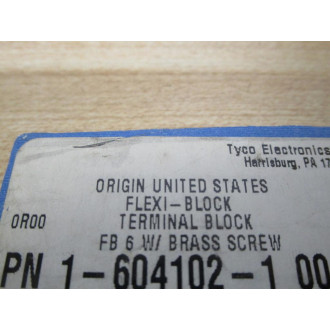 Tyco Electronics
Harrisburg, PA 17
ORIGIN UNITED STATES
FLEXI-BLOCK
0R00 TERMINAL BLOCK
FB 6 W/ BRASS SCREW
PN 1-604102-1 00